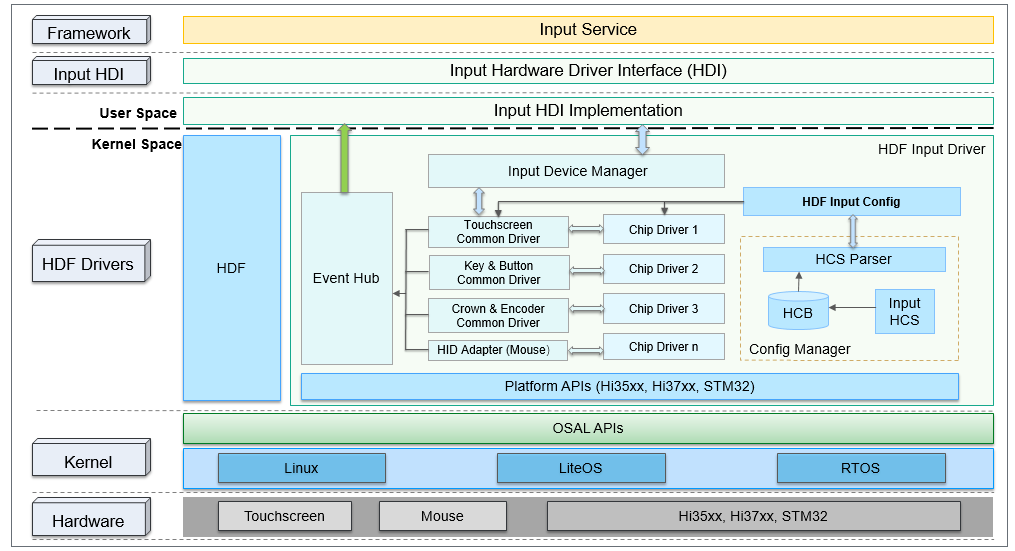 Framework
Input Service
Input HDI
Input Hardware Driver Interface (HDI)
User Space
Input HDI Implementation
Kernel Space
HDF Drivers
HDF
HDF Input Driver
Event Hub
Input Device Manager
Touchscreen
Common Driver
Chip Driver 1
Key & Button
Common Driver
Chip Driver 2
Crown & Encoder
Common Driver
Chip Driver 3
HID Adapter (Mouse)
Chip Driver n
HDF Input Config
HCS Parser
HCB
Input
HCS
Config Manager
Platform APIs (Hi35xx, Hi37xx, STM32)
Kernel
OSAL APIs
Linux
LiteOS
RTOS
Hardware
Touchscreen
Mouse
Hi35xx, Hi37xx, STM32